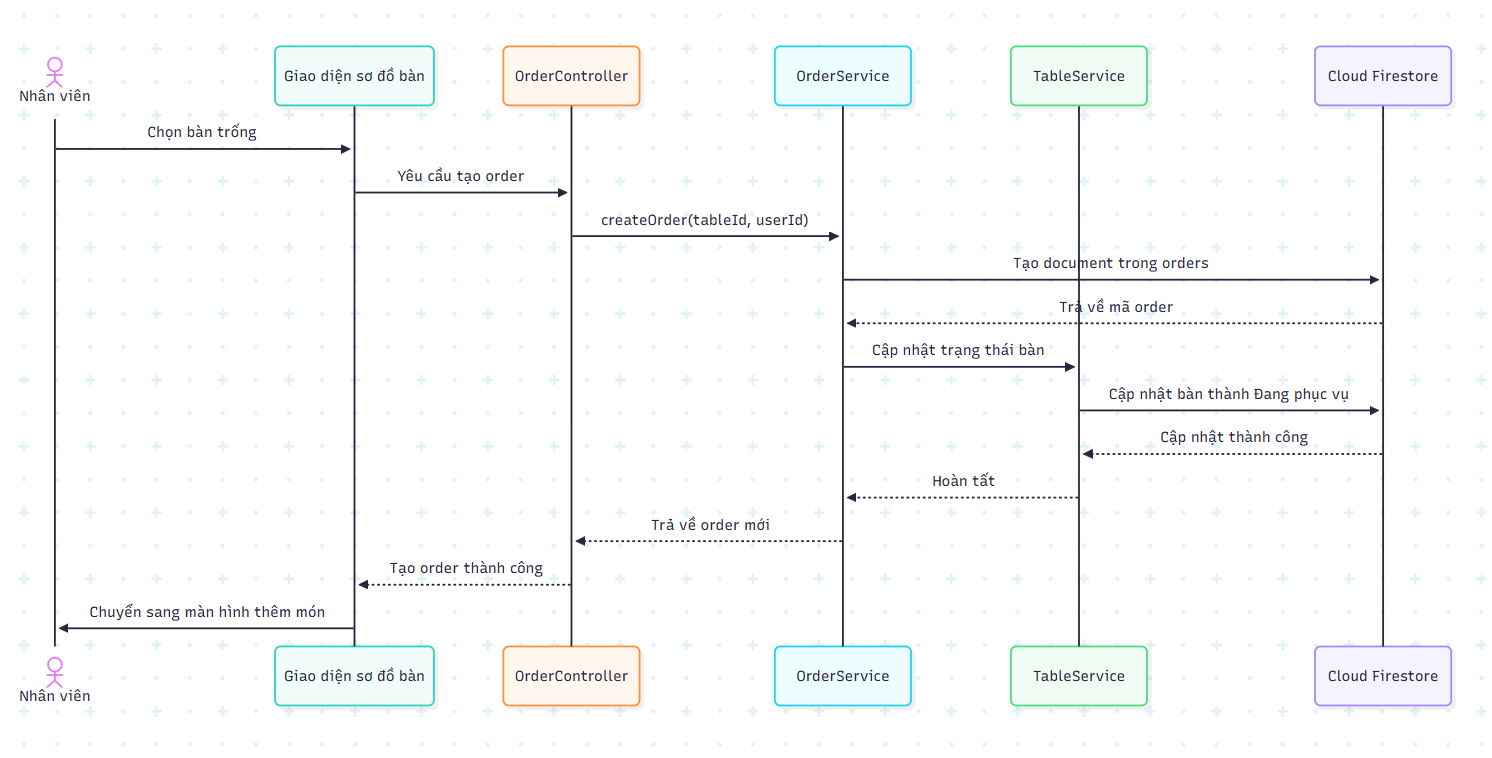 Nhân viên
Giao diện sơ đồ bàn
OrderController
OrderService
TableService
Cloud Firestore
Chọn bàn trống
Yêu cầu tạo order
createOrder(tableId, userId)
Tạo document trong orders
Trả về mã order
Cập nhật trạng thái bàn
Cập nhật bàn thành Đang phục vụ
Cập nhật thành công
Hoàn tất
Trả về order mới
Tạo order thành công
Chuyển sang màn hình thêm món
Nhân viên
Giao diện sơ đồ bàn
OrderController
OrderService
TableService
Cloud Firestore